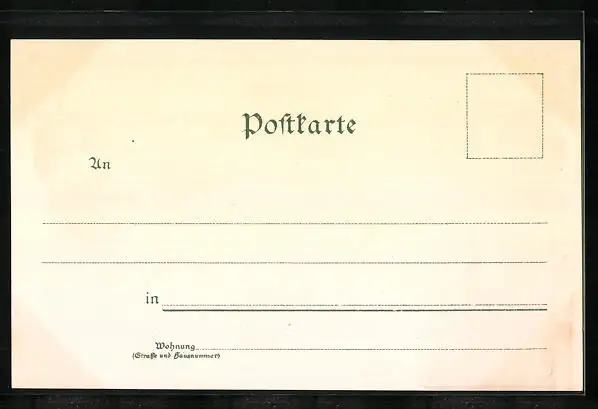 Postkarte
An
in
Wohnung
(Straße und Hausnummer)